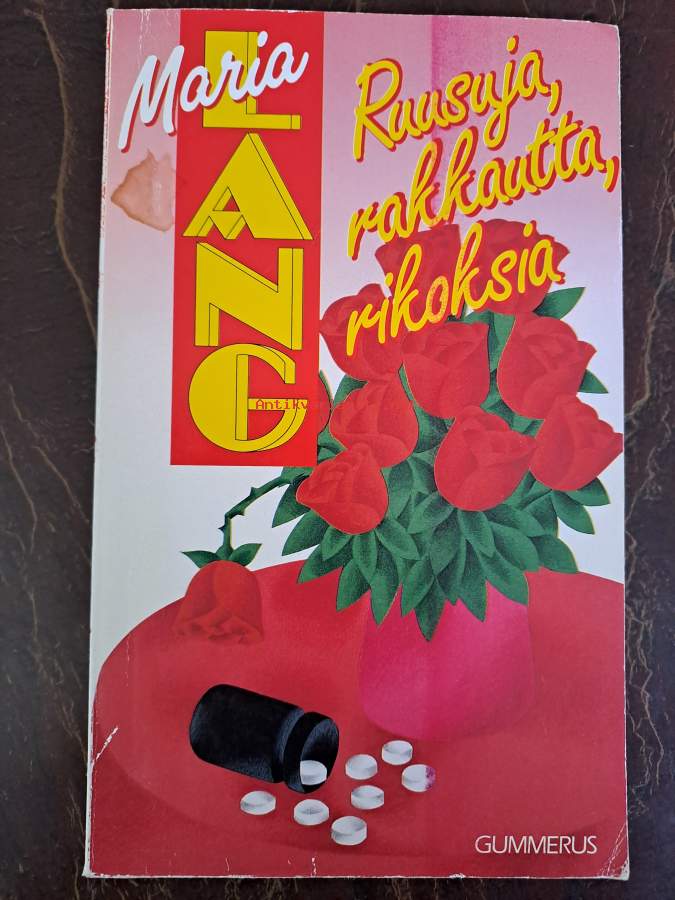 Maria
LANG
Ruusuja,
rakkautta,
rikoksia
GUMMERUS